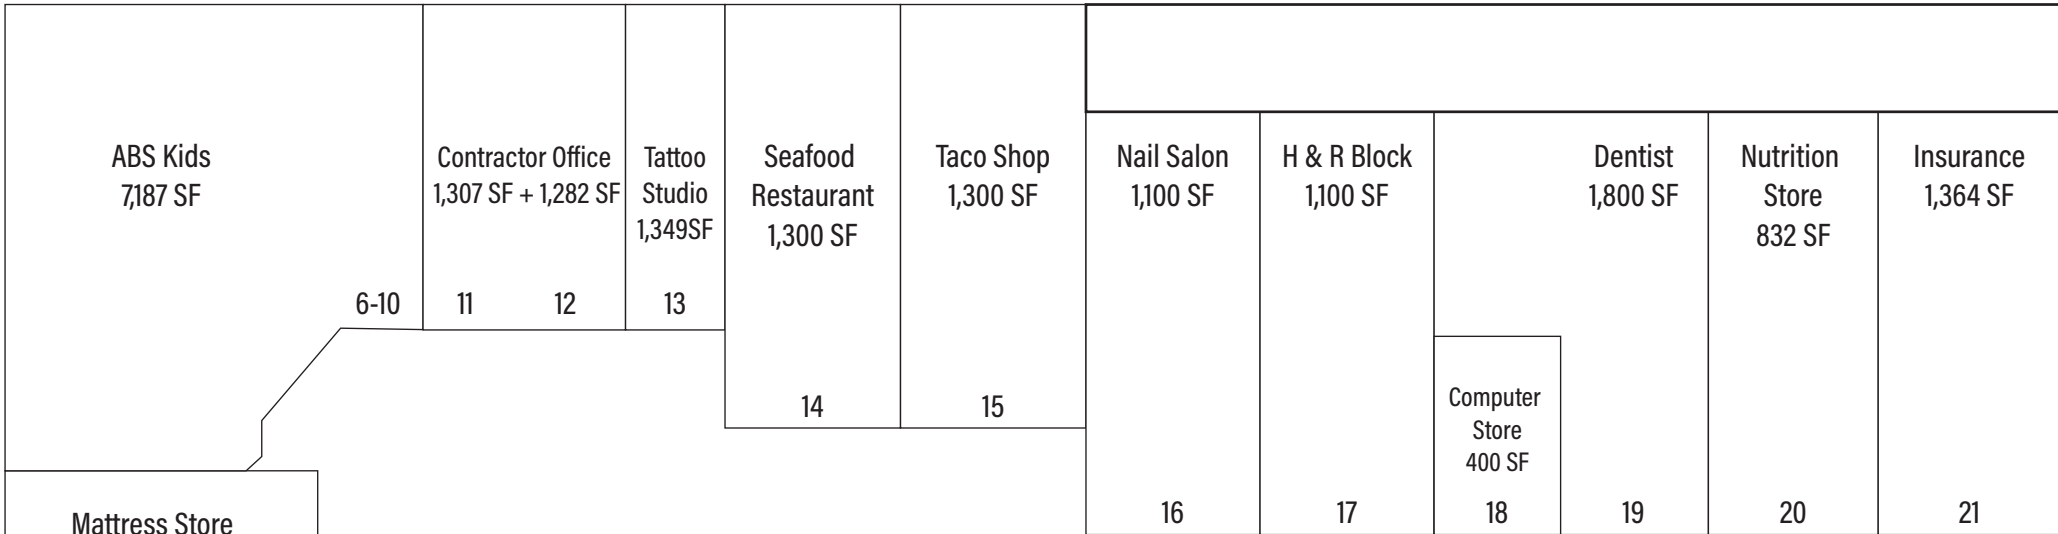 ABS Kids
7,187 SF
6-10
Contractor Office
1,307 SF + 1,282 SF
11
12
Tattoo
Studio
1,349SF
13
Seafood
Restaurant
1,300 SF
14
Taco Shop
1,300 SF
15
Nail Salon
1,100 SF
16
H & R Block
1,100 SF
17
Computer
Store
400 SF
18
Dentist
1,800 SF
19
Nutrition
Store
832 SF
20
Insurance
1,364 SF
21
Mattress Store